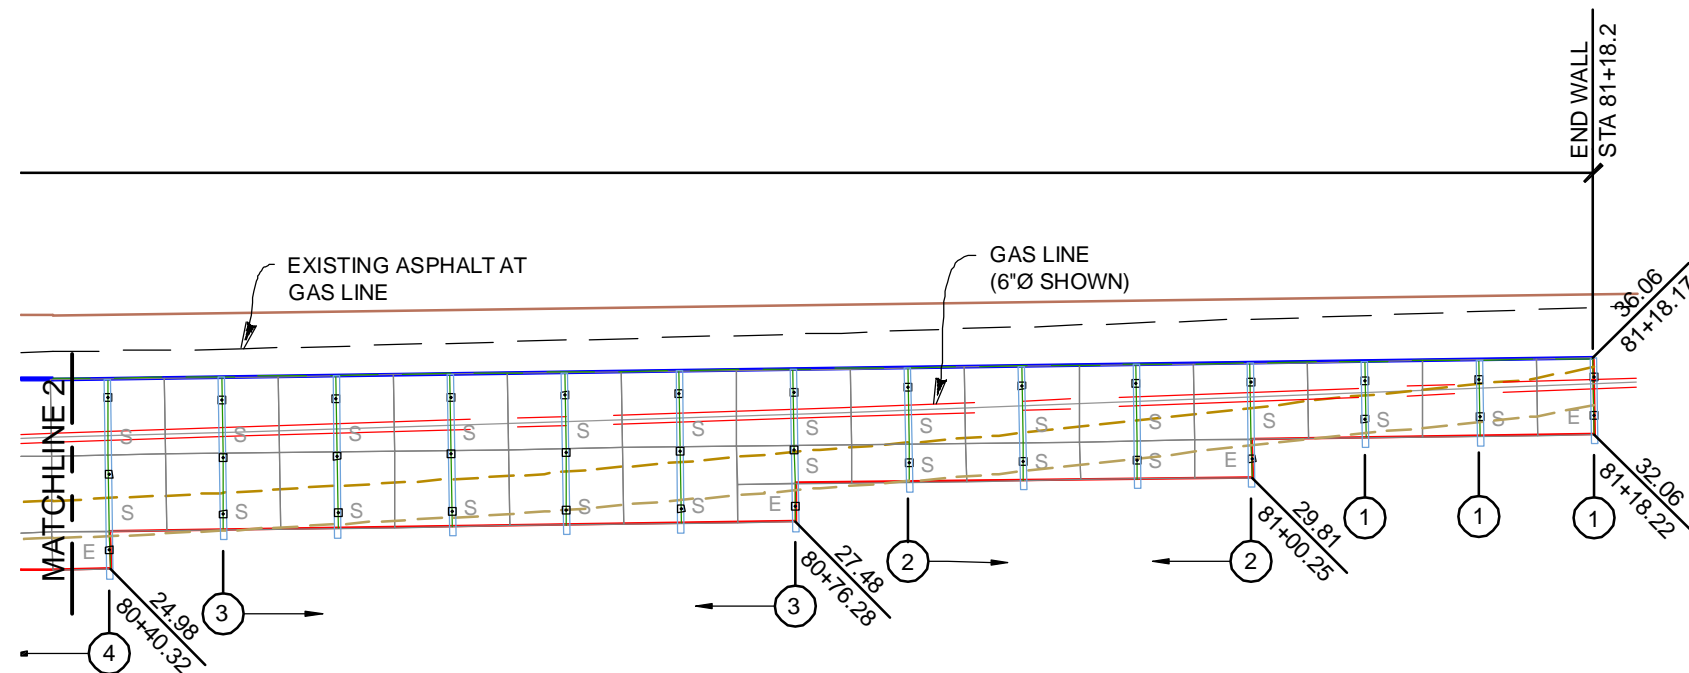 END WALL
STA 81+18.2
EXISTING ASPHALT AT
GAS LINE
GAS LINE
(6"Ø SHOWN)
36.06
81+18.17
MATCHLINE 2
S
S
S
S
S
S
S
S
S
S
S
S
E
S
S
S
S
E
S
S
S
S
S
S
E
32.06
81+18.22
29.81
81+00.25
27.48
80+76.28
24.98
80+40.32
1
1
1
2
2
3
3
4